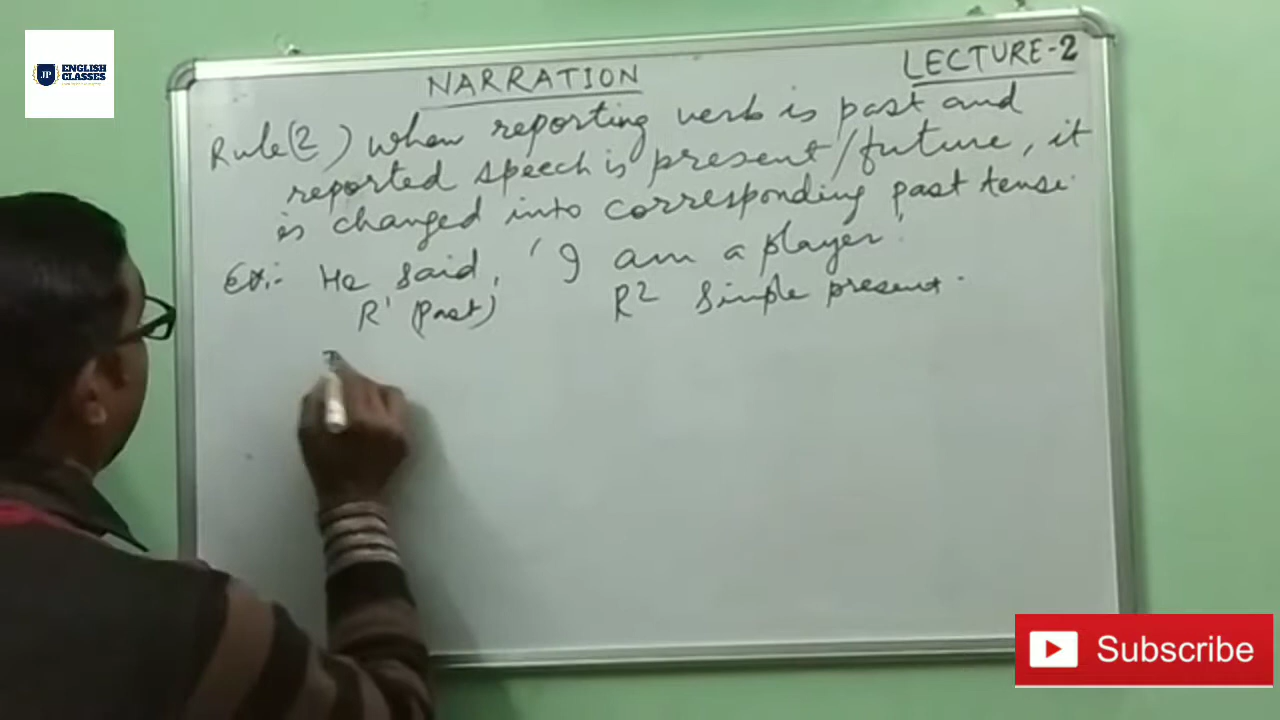 JP ENGLISH CLASSES
NARRATION
LECTURE-2
Rule(2) When reporting verb is past and
reported speech is present/future, it
is changed into corresponding past tense.
Ex:- He said, 'I am a player.'
R1 (Past) R2 Simple present.
Subscribe